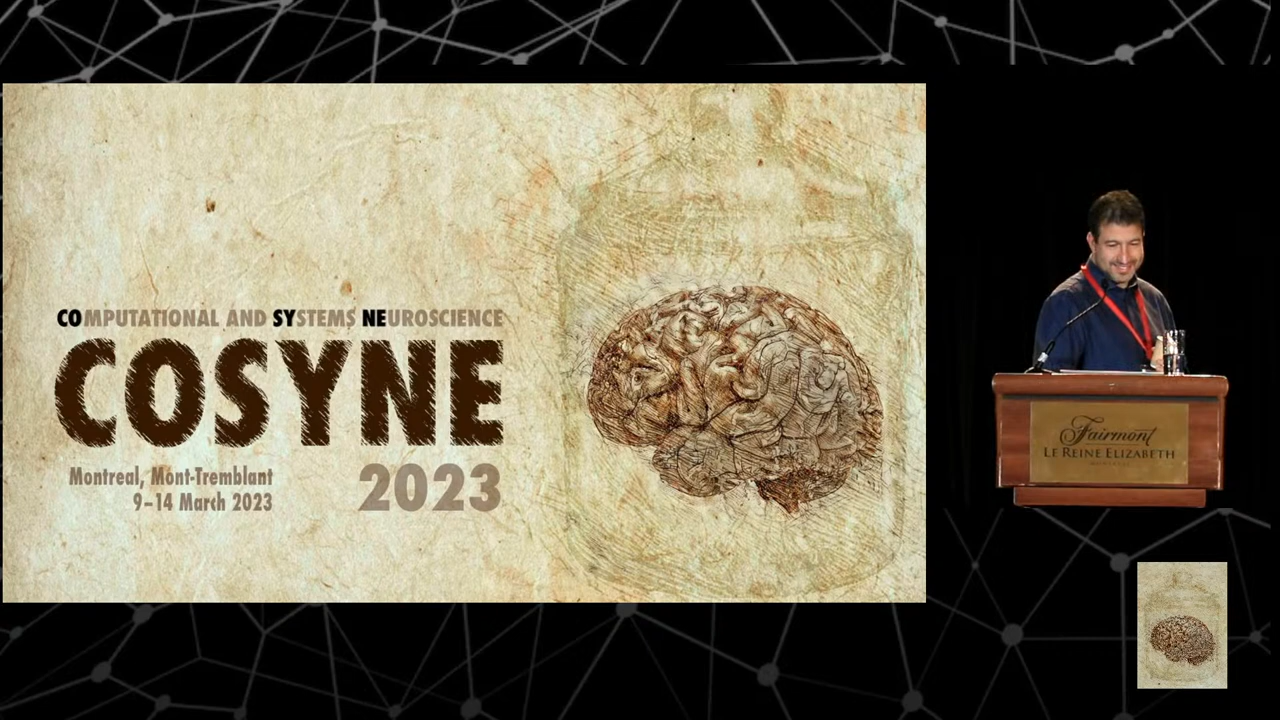 COMPUTATIONAL AND SYSTEMS NEUROSCIENCE
COSYNE
Montreal, Mont-Tremblant
9–14 March 2023
2023
Fairmont
LE REINE ELIZABETH